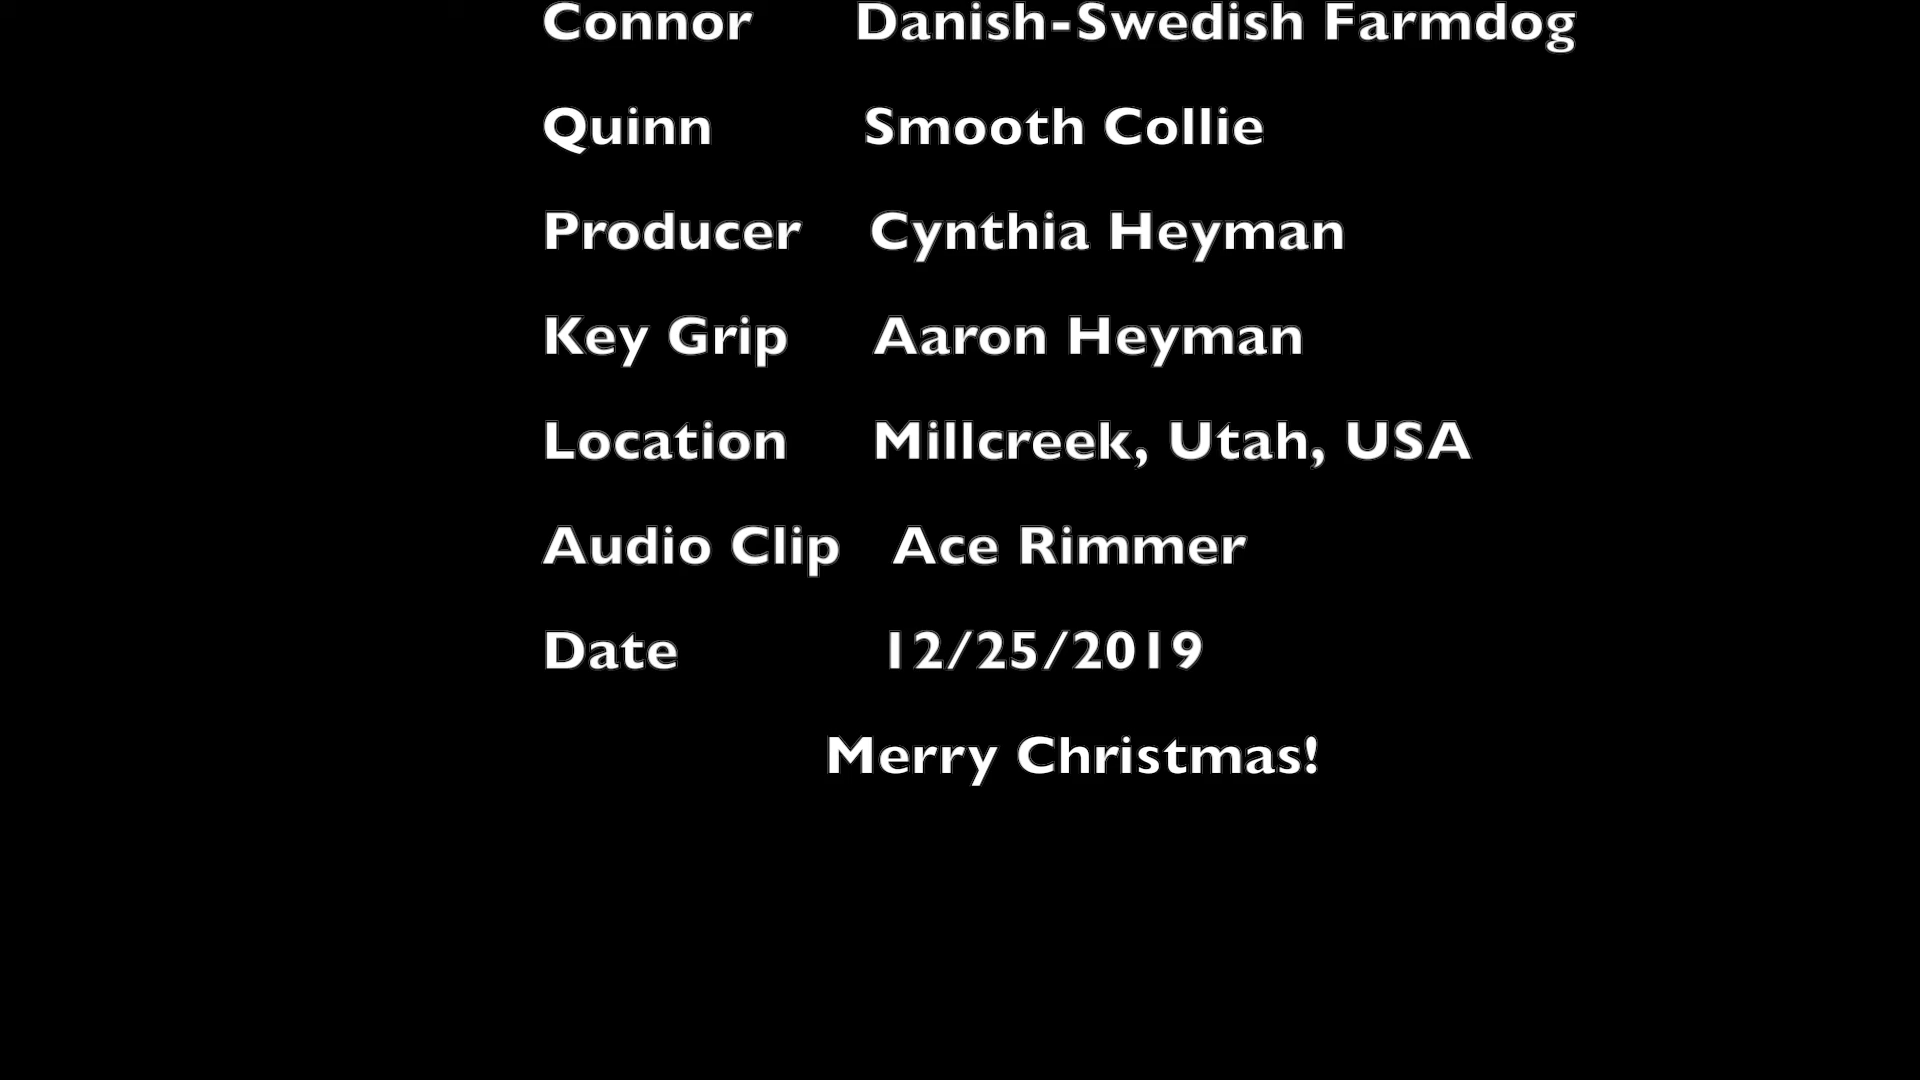 Connor Danish-Swedish Farmdog
Quinn Smooth Collie
Producer Cynthia Heyman
Key Grip Aaron Heyman
Location Millcreek, Utah, USA
Audio Clip Ace Rimmer
Date 12/25/2019
Merry Christmas!